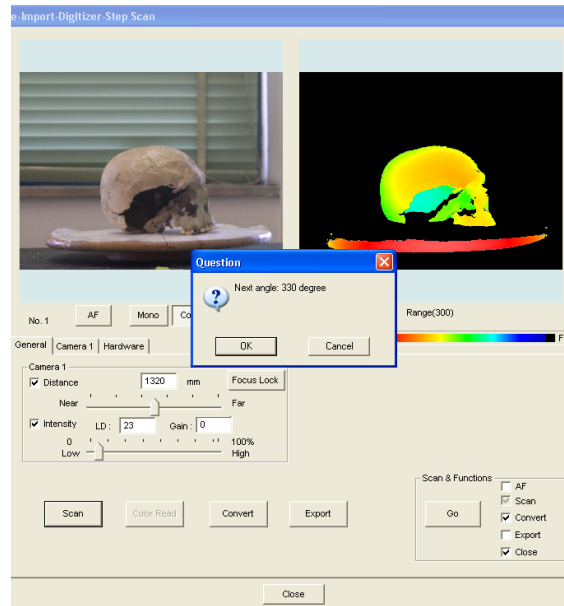 e-Import-Digitizer-Step Scan
Question
Next angle: 330 degree
OK Cancel
No. 1 AF Mono Co Range(300)
F
General Camera 1 Hardware
Camera 1
Distance 1320 mm Focus Lock
Near Far
Intensity LD: 23 Gain: 0
0 100%
Low High
Scan Color Read Convert Export
Scan & Functions
Go
AF
Scan
Convert
Export
Close
Close